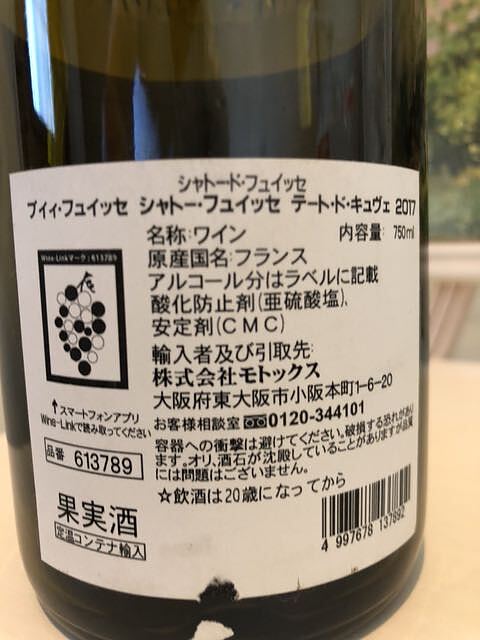 シャトード・フュイッセ
プイィ・フュイッセ シャトー・フュイッセ テート・ド・キュヴェ 2017
名称:ワイン 内容量: 750ml
原産国名:フランス
アルコール分はラベルに記載
酸化防止剤(亜硫酸塩)、
安定剤(CMC)
輸入者及び引取先:
株式会社モトックス
大阪府東大阪市小阪本町1-6-20
お客様相談室 0120-344101
容器への衝撃は避けてください。破損する恐れがあり
ます。オリ、酒石が沈殿していることがありますが品質
には問題はございません。
☆飲酒は20歳になってから
Wine-Linkマーク:613789
↑スマートフォンアプリ
Wine-Linkで読み取ってください
品番 613789
果実酒
定温コンテナ輸入
4 997678 137892